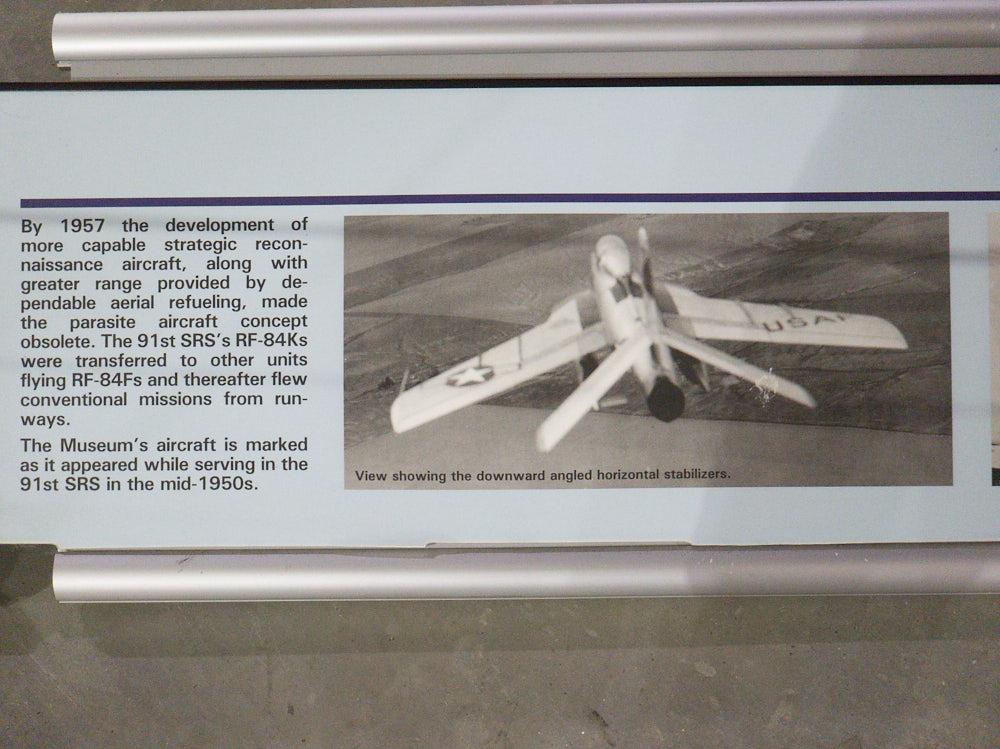 By 1957 the development of
more capable strategic recon-
naissance aircraft, along with
greater range provided by de-
pendable aerial refueling, made
the parasite aircraft concept
obsolete. The 91st SRS's RF-84Ks
were transferred to other units
flying RF-84Fs and thereafter flew
conventional missions from run-
ways.
The Museum's aircraft is marked
as it appeared while serving in the
91st SRS in the mid-1950s.
USAF
View showing the downward angled horizontal stabilizers.